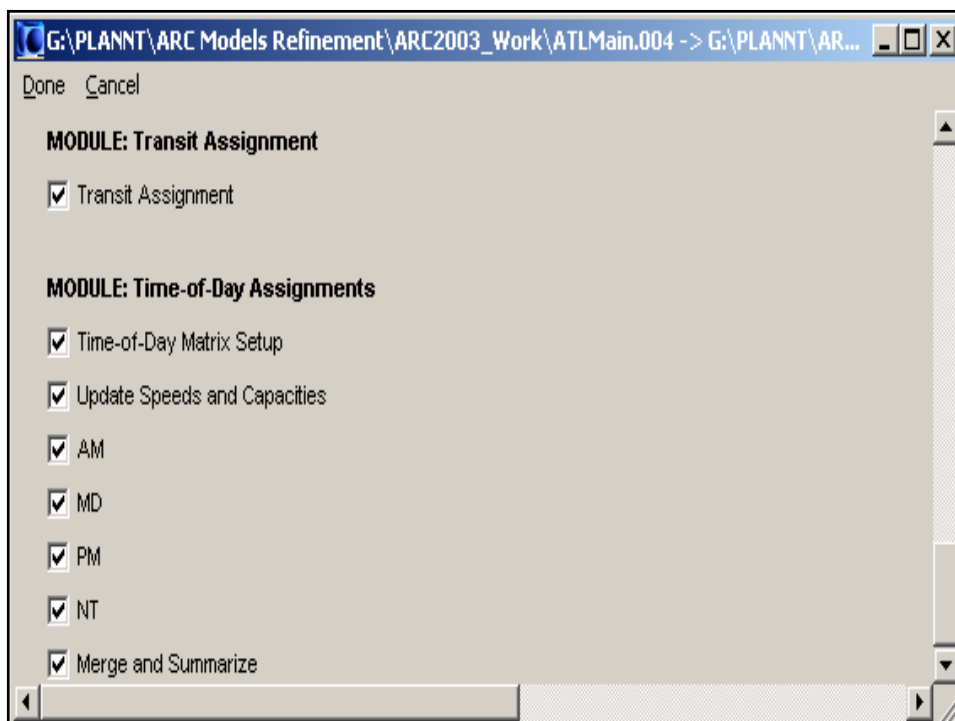 G:\PLANNT\ARC Models Refinement\ARC2003_Work\ATLMain.004 -> G:\PLANNT\AR...
Done Cancel
MODULE: Transit Assignment
Transit Assignment
MODULE: Time-of-Day Assignments
Time-of-Day Matrix Setup
Update Speeds and Capacities
AM
MD
PM
NT
Merge and Summarize